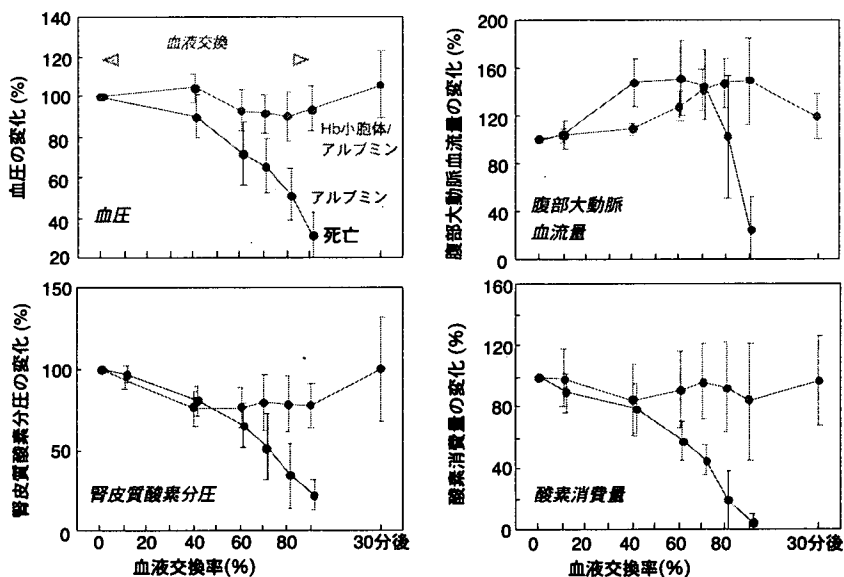 血圧の変化 (%)
140
120
100
80
60
40
20
血液交換
Hb小胞体/
アルブミン
アルブミン
死亡
血圧
腹部大動脈血流量の変化 (%)
200
160
120
80
40
0
腹部大動脈
血流量
腎皮質酸素分圧の変化 (%)
150
100
50
0
腎皮質酸素分圧
0 20 40 60 80 30分後
血液交換率(%)
酸素消費量の変化 (%)
160
120
80
40
0
酸素消費量
0 20 40 60 80 30分後
血液交換率(%)